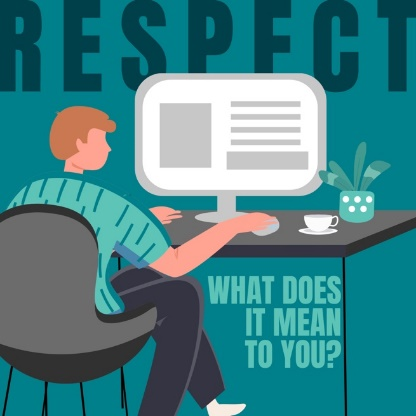 RESPECT
WHAT DOES
IT MEAN
TO YOU?